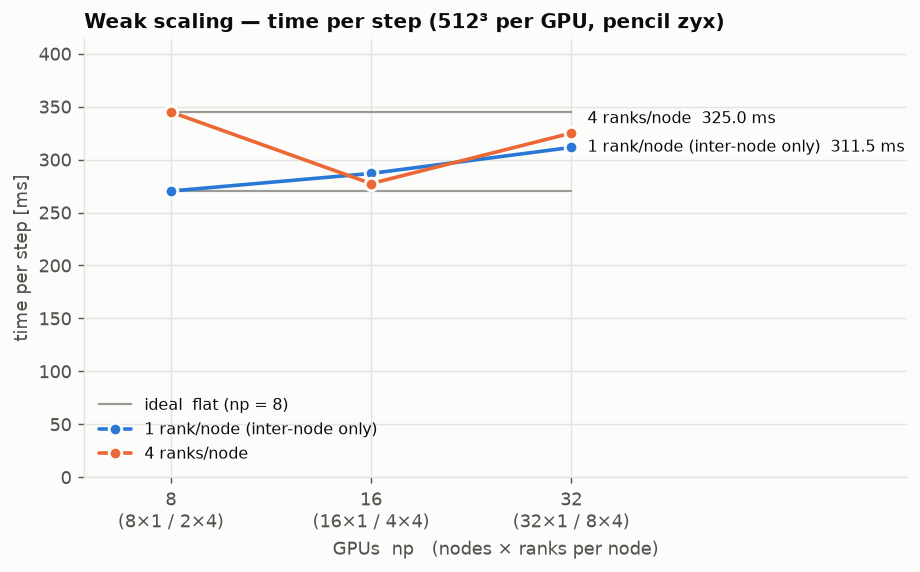 Weak scaling — time per step (512³ per GPU, pencil zyx)
time per step [ms]
400
350
300
250
200
150
100
50
0
4 ranks/node  325.0 ms
1 rank/node (inter-node only)  311.5 ms
ideal  flat (np = 8)
1 rank/node (inter-node only)
4 ranks/node
8
(8×1 / 2×4)
16
(16×1 / 4×4)
32
(32×1 / 8×4)
GPUs  np   (nodes × ranks per node)